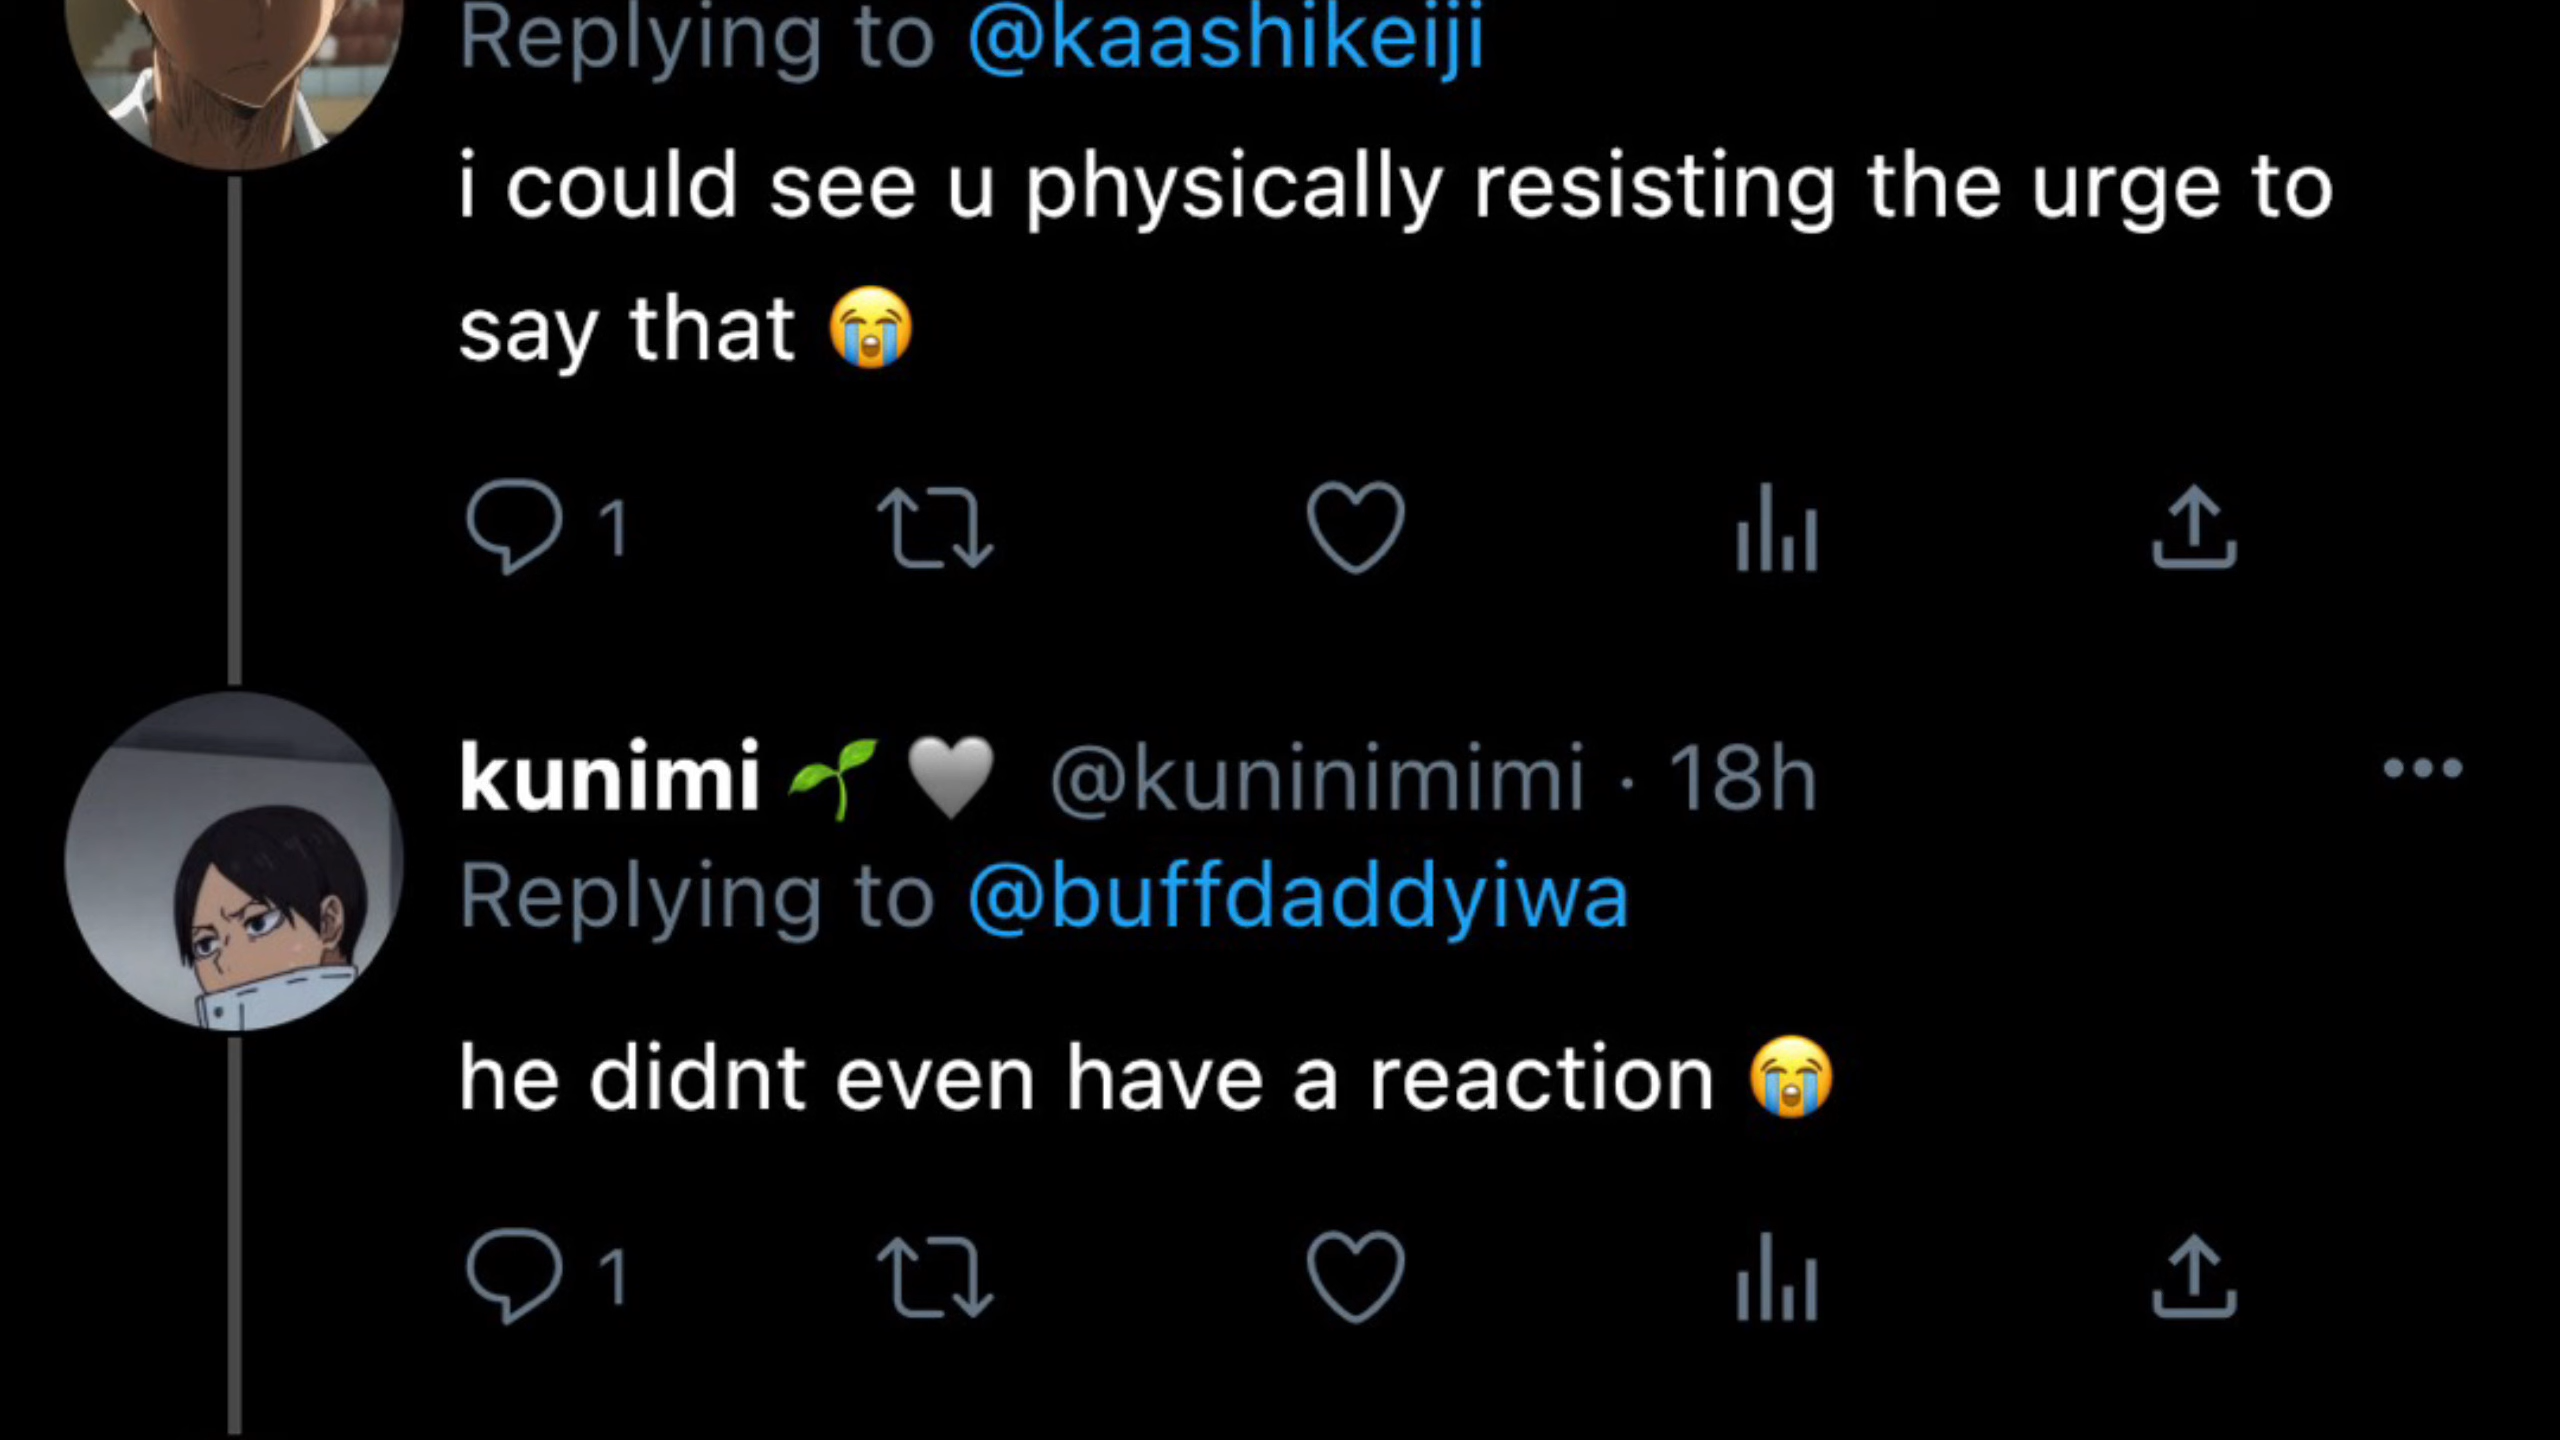 Replying to @kaashikeiji
i could see u physically resisting the urge to
say that 😭
1
kunimi 🌱🤍 @kuninimimi · 18h
Replying to @buffdaddyiwa
he didnt even have a reaction 😭
1